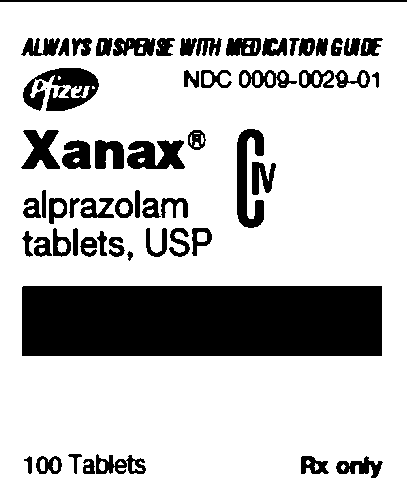 ALWAYS DISPENSE WITH MEDICATION GUIDE
Pfizer
NDC 0009-0029-01
Xanax®
CIV
alprazolam
tablets, USP
100 Tablets
Rx only